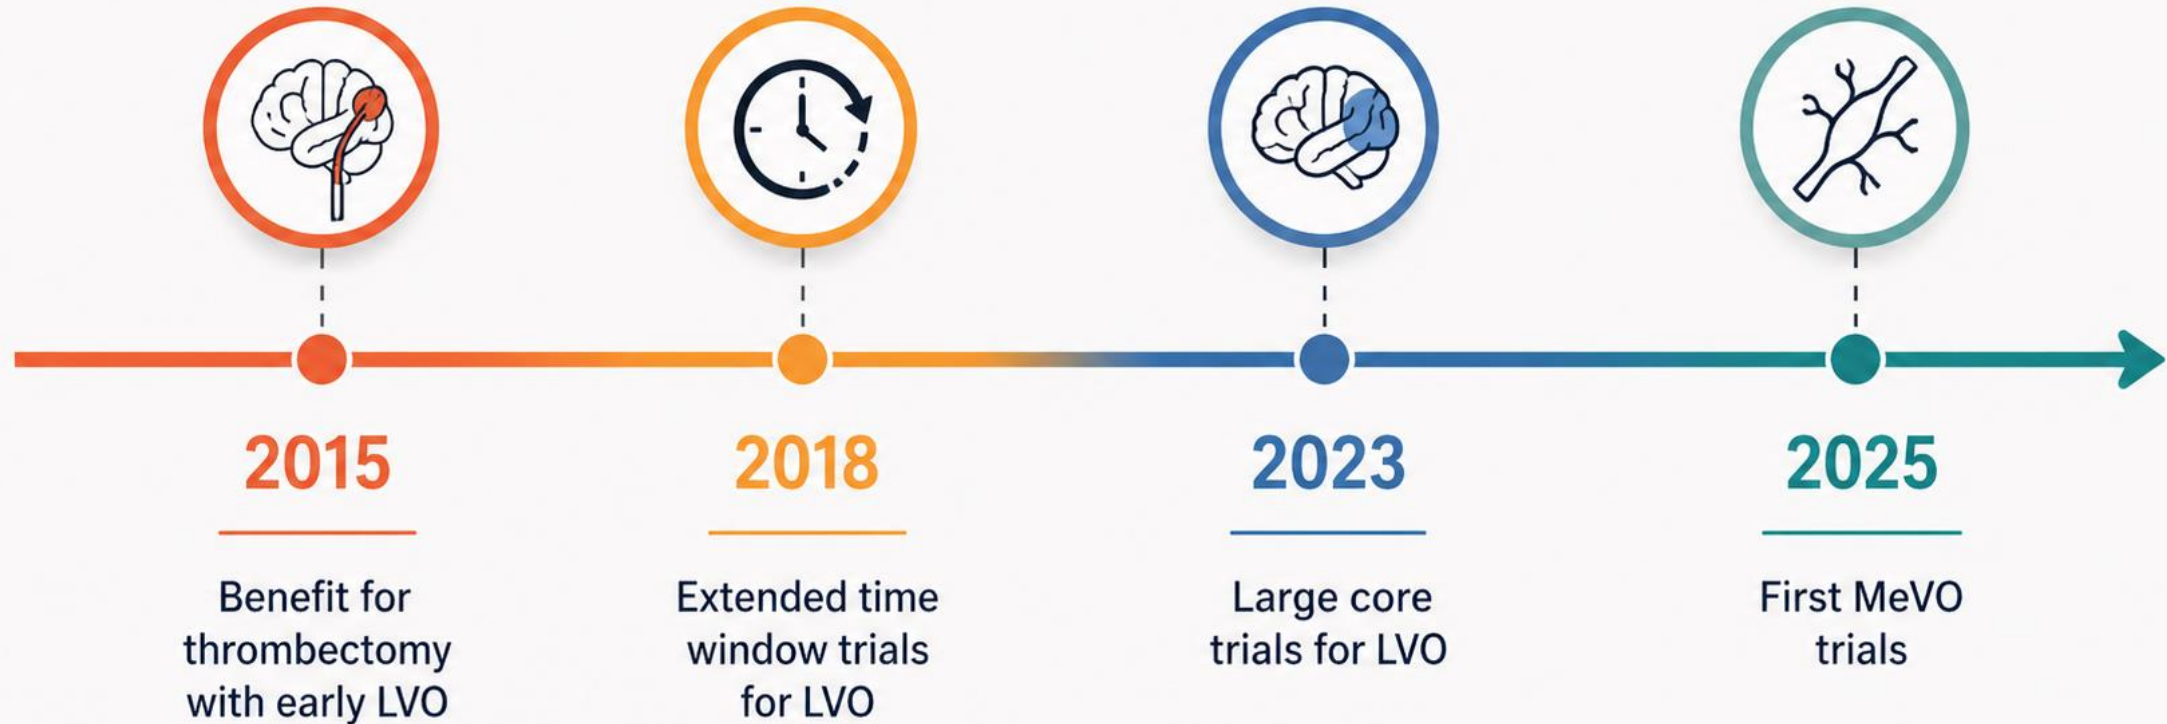 2015
Benefit for
thrombectomy
with early LVO
2018
Extended time
window trials
for LVO
2023
Large core
trials for LVO
2025
First MeVO
trials